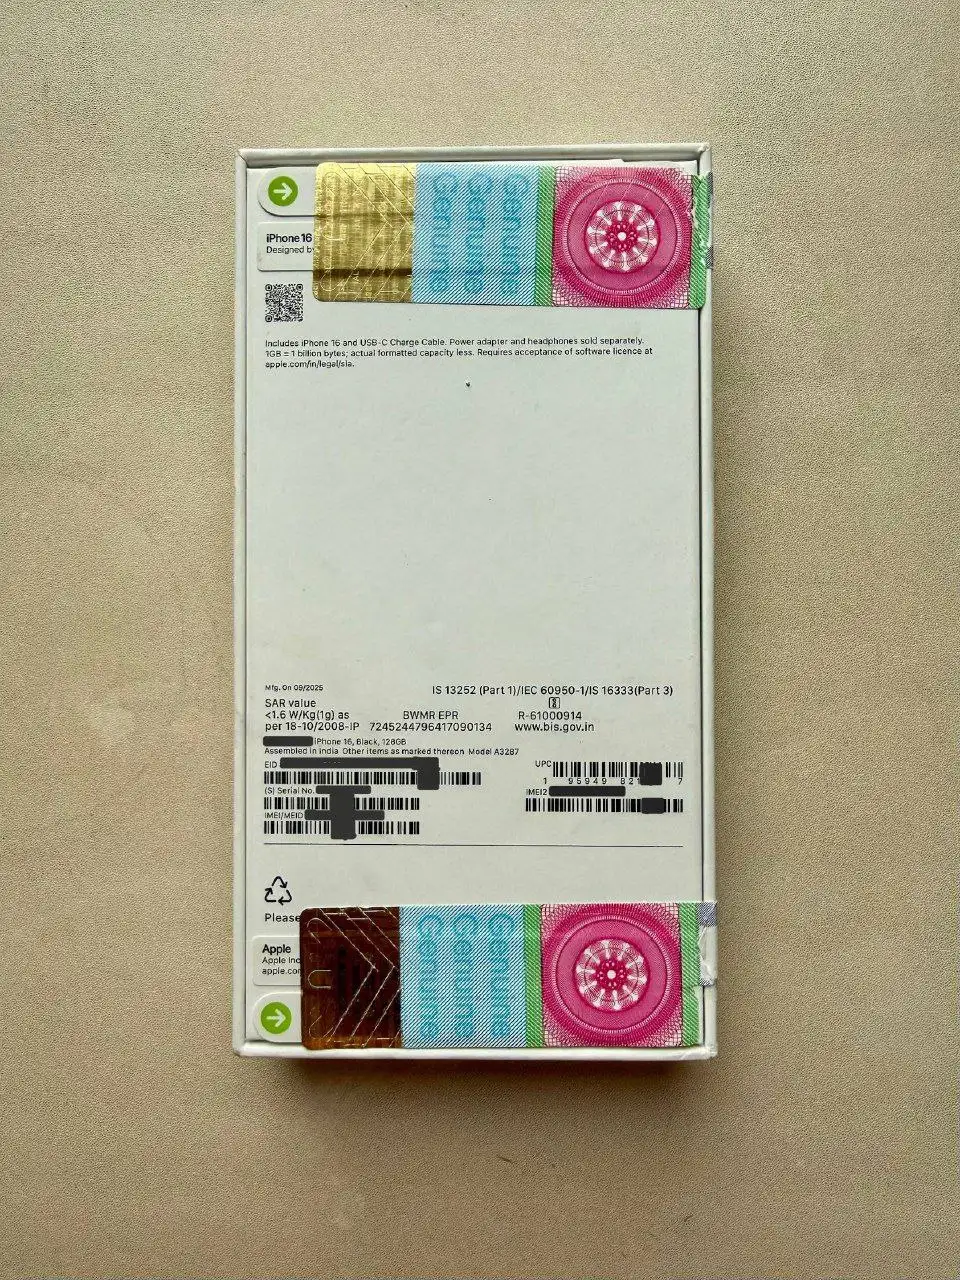 iPhone 16
Designed by
Genuine Genuine Genuine
Includes iPhone 16 and USB-C Charge Cable. Power adapter and headphones sold separately.
1GB = 1 billion bytes; actual formatted capacity less. Requires acceptance of software licence at
apple.com/in/legal/sla.
Mfg. On 09/2025
IS 13252 (Part 1)/IEC 60950-1/IS 16333(Part 3)
SAR value
<1.6 W/Kg(1g) as
per 18-10/2008-IP
BWMR EPR
7245244796417090134
R-61000914
www.bis.gov.in
iPhone 16, Black, 128GB
Assembled in India Other items as marked thereon Model A3287
EID
UPC
1 95949 821 7
(S) Serial No.
IMEI2
IMEI/MEID
Please
Apple
Apple Inc
apple.com
Genuine Genuine Genuine